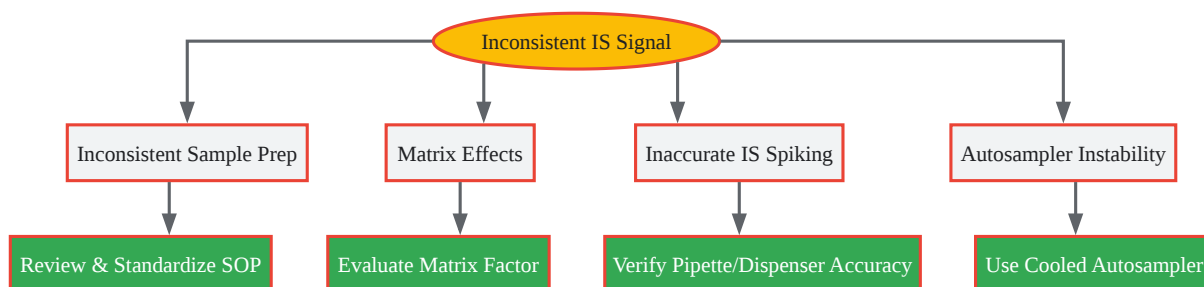 Inconsistent IS Signal
Inconsistent Sample Prep
Matrix Effects
Inaccurate IS Spiking
Autosampler Instability
Review & Standardize SOP
Evaluate Matrix Factor
Verify Pipette/Dispenser Accuracy
Use Cooled Autosampler